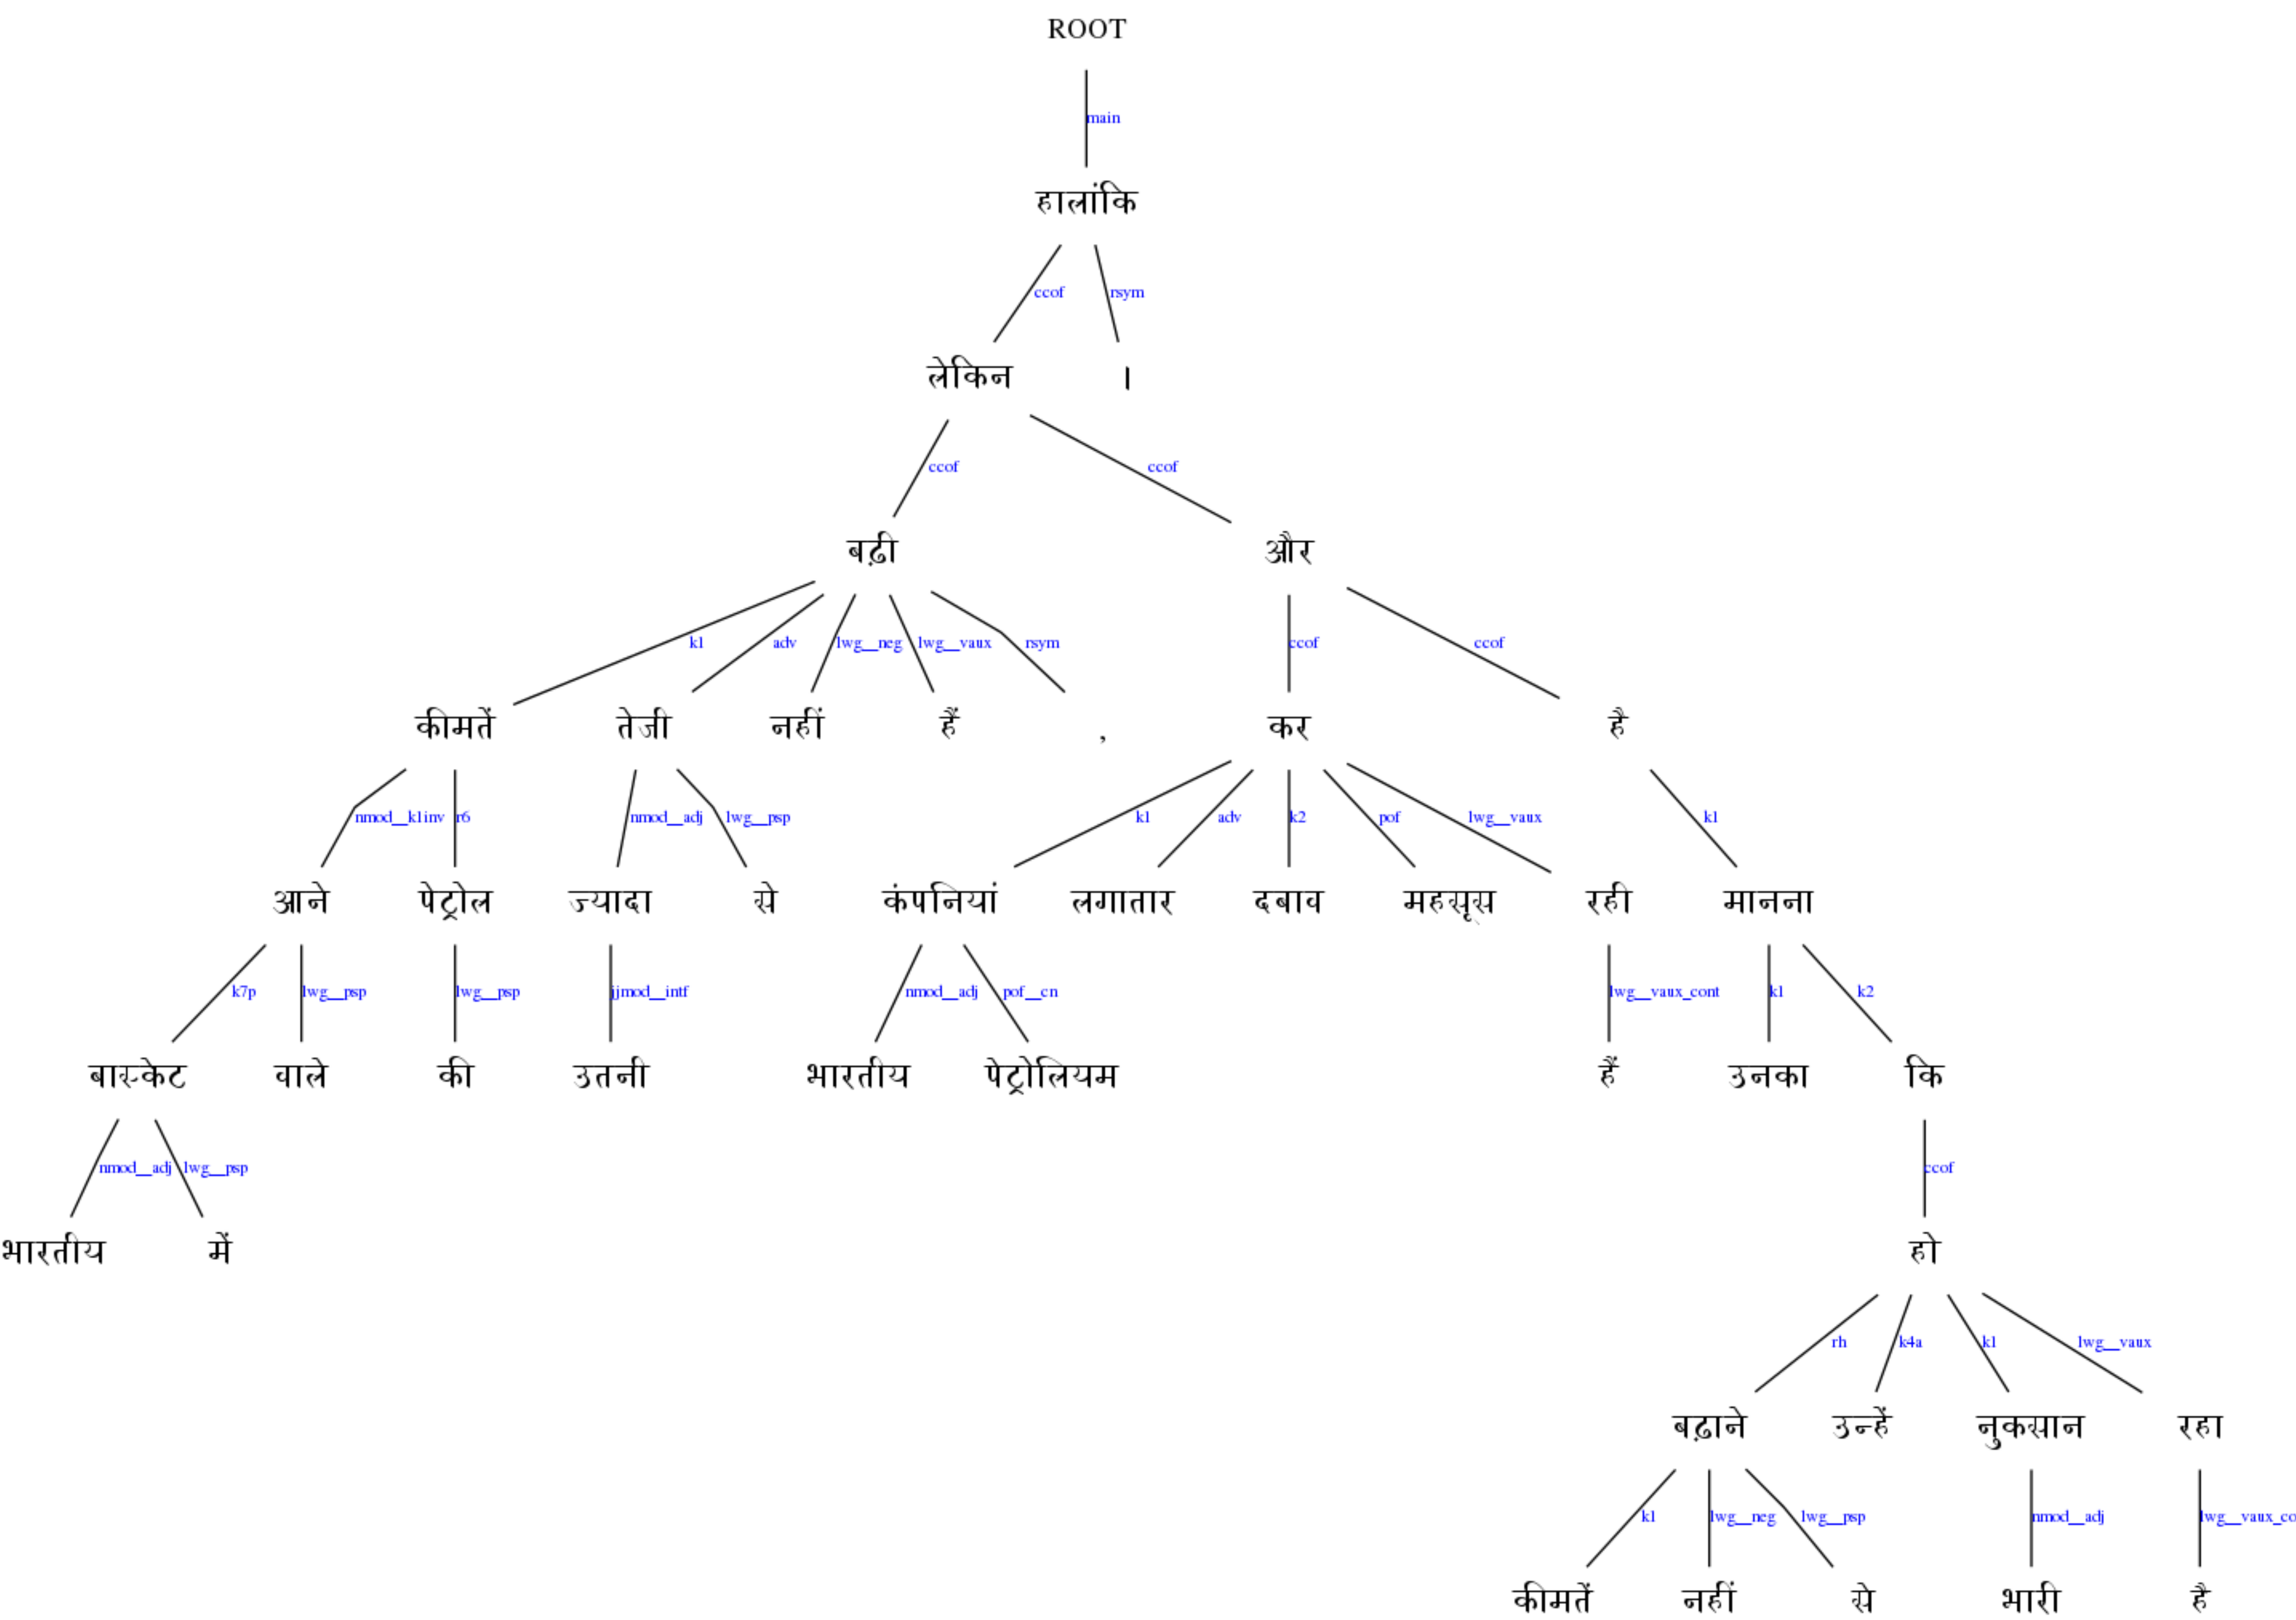 ROOT
main
हालांकि
ccof rsym
लेकिन ।
ccof ccof
बढ़ी और
k1 adv lwg__neg lwg__vaux rsym ccof ccof
कीमतें तेजी नहीं हैं , कर है
nmod__k1inv r6 nmod__adj lwg__psp k1 adv k2 pof lwg__vaux k1
आने पेट्रोल ज्यादा से कंपनियां लगातार दबाव महसूस रही मानना
k7p lwg__psp lwg__psp jjmod__intf nmod__adj pof__cn lwg__vaux_cont k1 k2
बास्केट वाले की उतनी भारतीय पेट्रोलियम हैं उनका कि
nmod__adj lwg__psp ccof
भारतीय में हो
rh k4a k1 lwg__vaux
बढ़ाने उन्हें नुकसान रहा
k1 lwg__neg lwg__psp nmod__adj lwg__vaux_co
कीमतें नहीं से भारी है